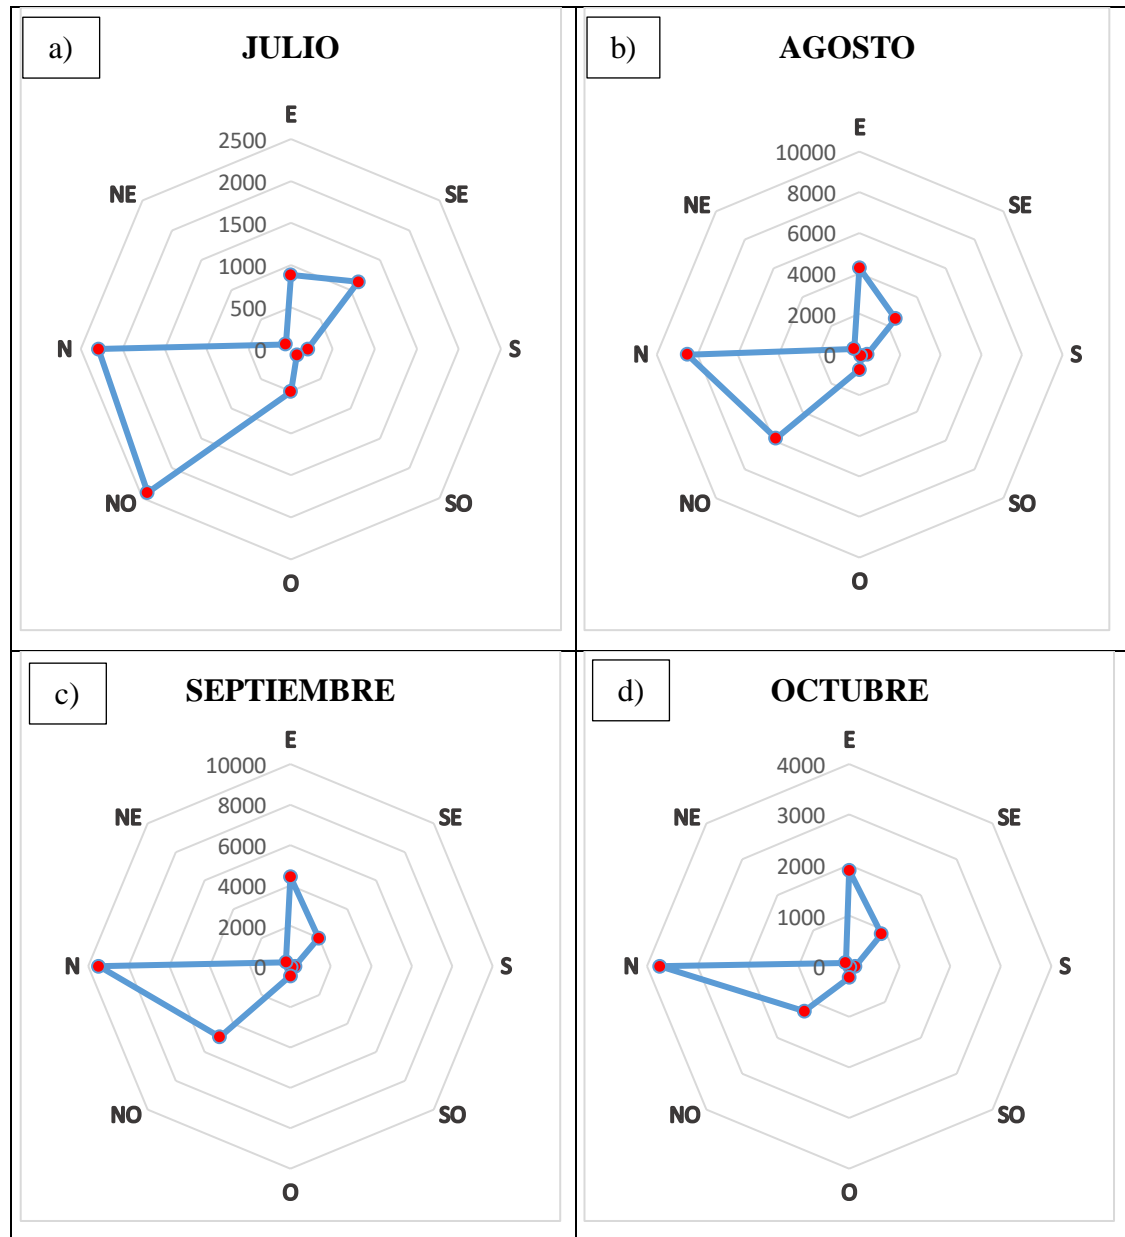 a)
JULIO
E
2500
2000
1500
1000
500
0
NE
SE
N
S
NO
SO
O
b)
AGOSTO
E
10000
8000
6000
4000
2000
0
NE
SE
N
S
NO
SO
O
c)
SEPTIEMBRE
E
10000
8000
6000
4000
2000
0
NE
SE
N
S
NO
SO
O
d)
OCTUBRE
E
4000
3000
2000
1000
0
NE
SE
N
S
NO
SO
O